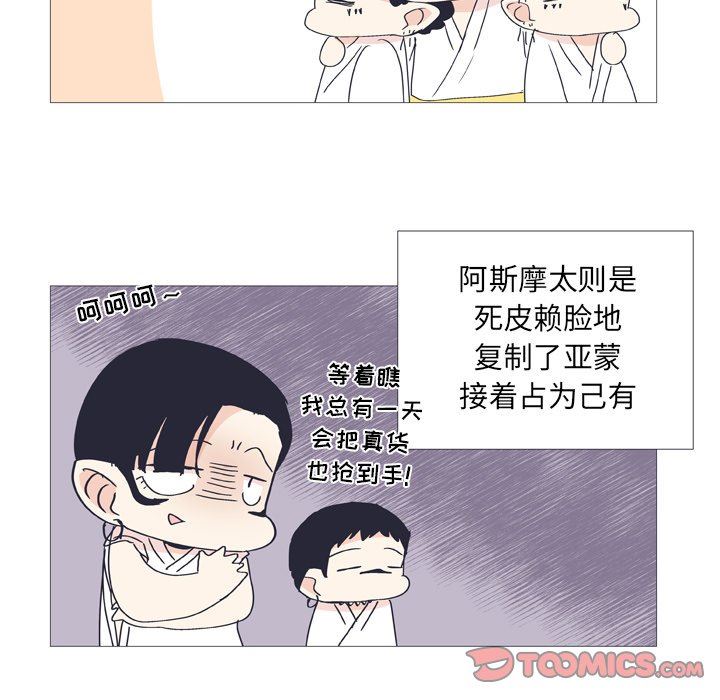 阿斯摩太则是
死皮赖脸地
复制了亚蒙
接着占为己有
呵呵呵~
等着瞧
我总有一天
会把真货
也抢到手!
TOOMICS.COM